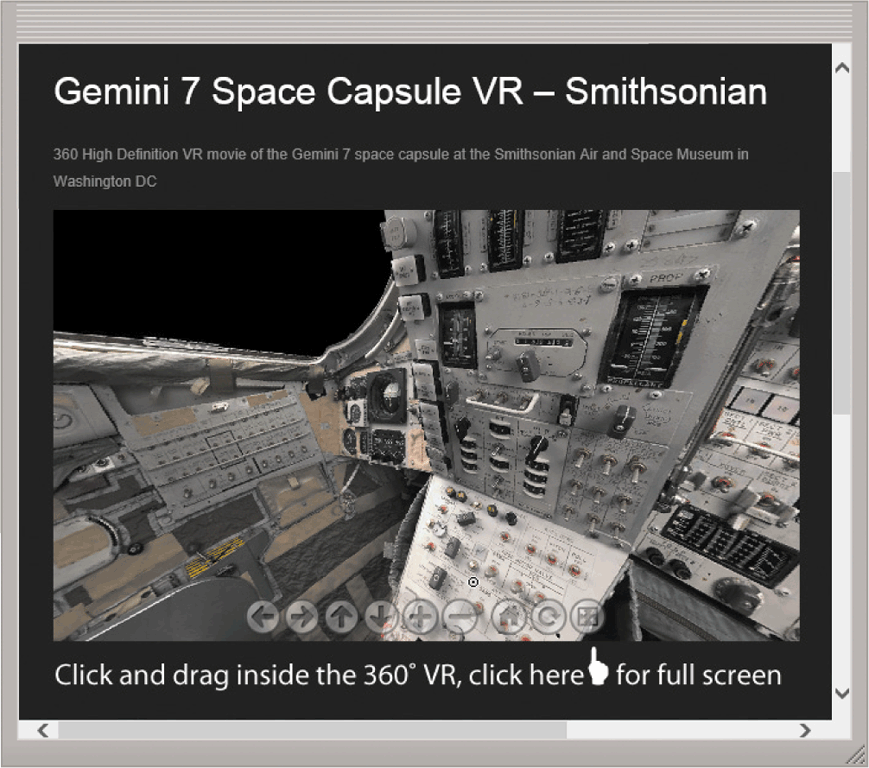 Gemini 7 Space Capsule VR – Smithsonian
360 High Definition VR movie of the Gemini 7 space capsule at the Smithsonian Air and Space Museum in
Washington DC
PROP
Click and drag inside the 360° VR, click here for full screen